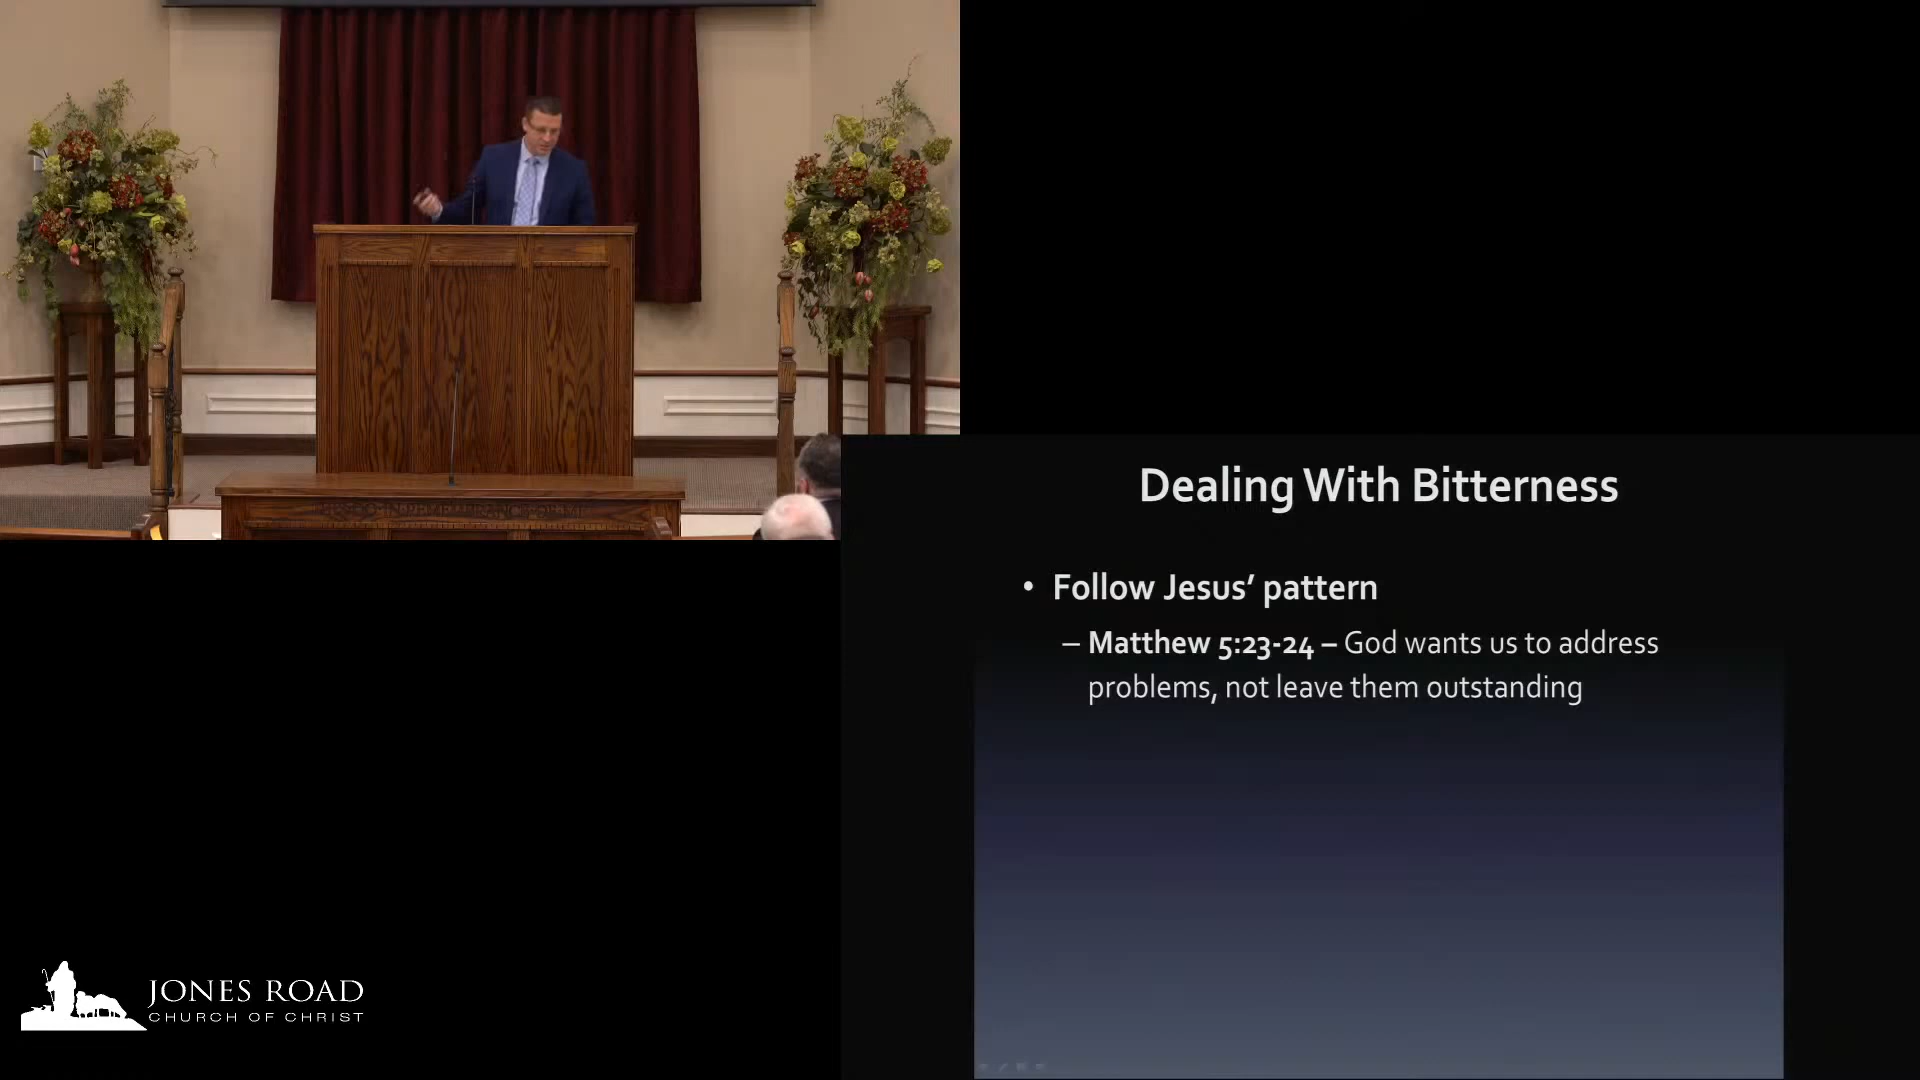 Dealing With Bitterness
• Follow Jesus’ pattern
– Matthew 5:23-24 – God wants us to address
problems, not leave them outstanding
JONES ROAD
CHURCH OF CHRIST